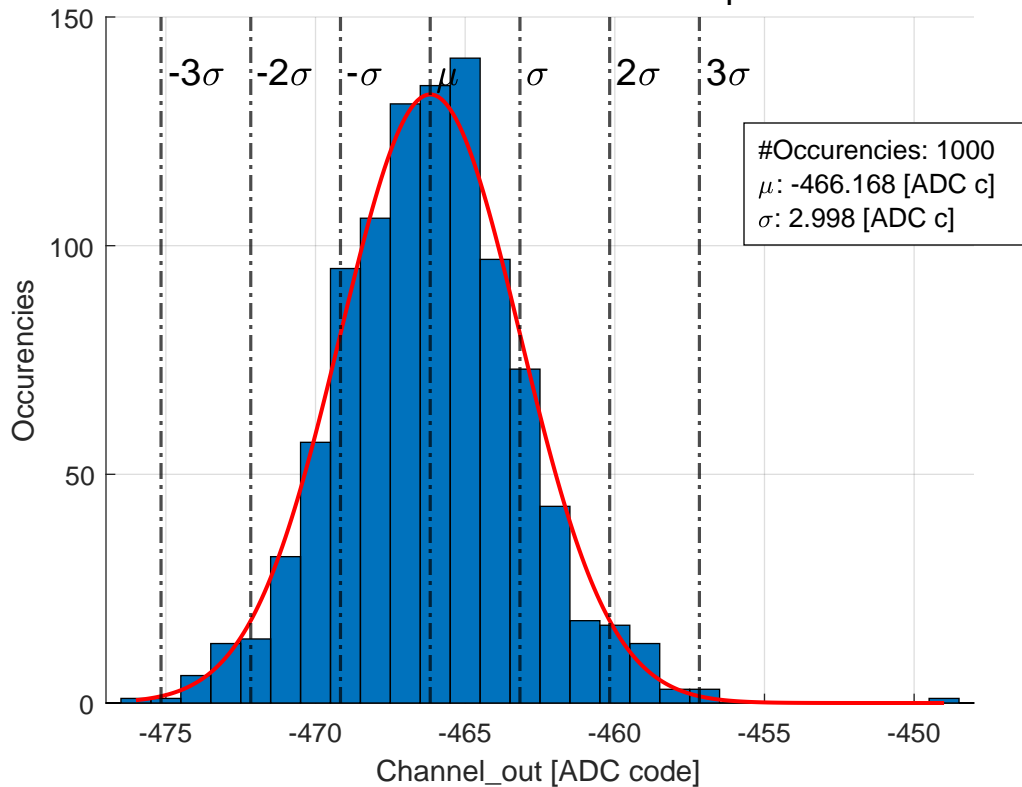 150
100
50
0
Occurencies
-3σ
-2σ
-σ
μ
σ
2σ
3σ
#Occurencies: 1000
μ: -466.168 [ADC c]
σ: 2.998 [ADC c]
-475
-470
-465
-460
-455
-450
Channel_out [ADC code]